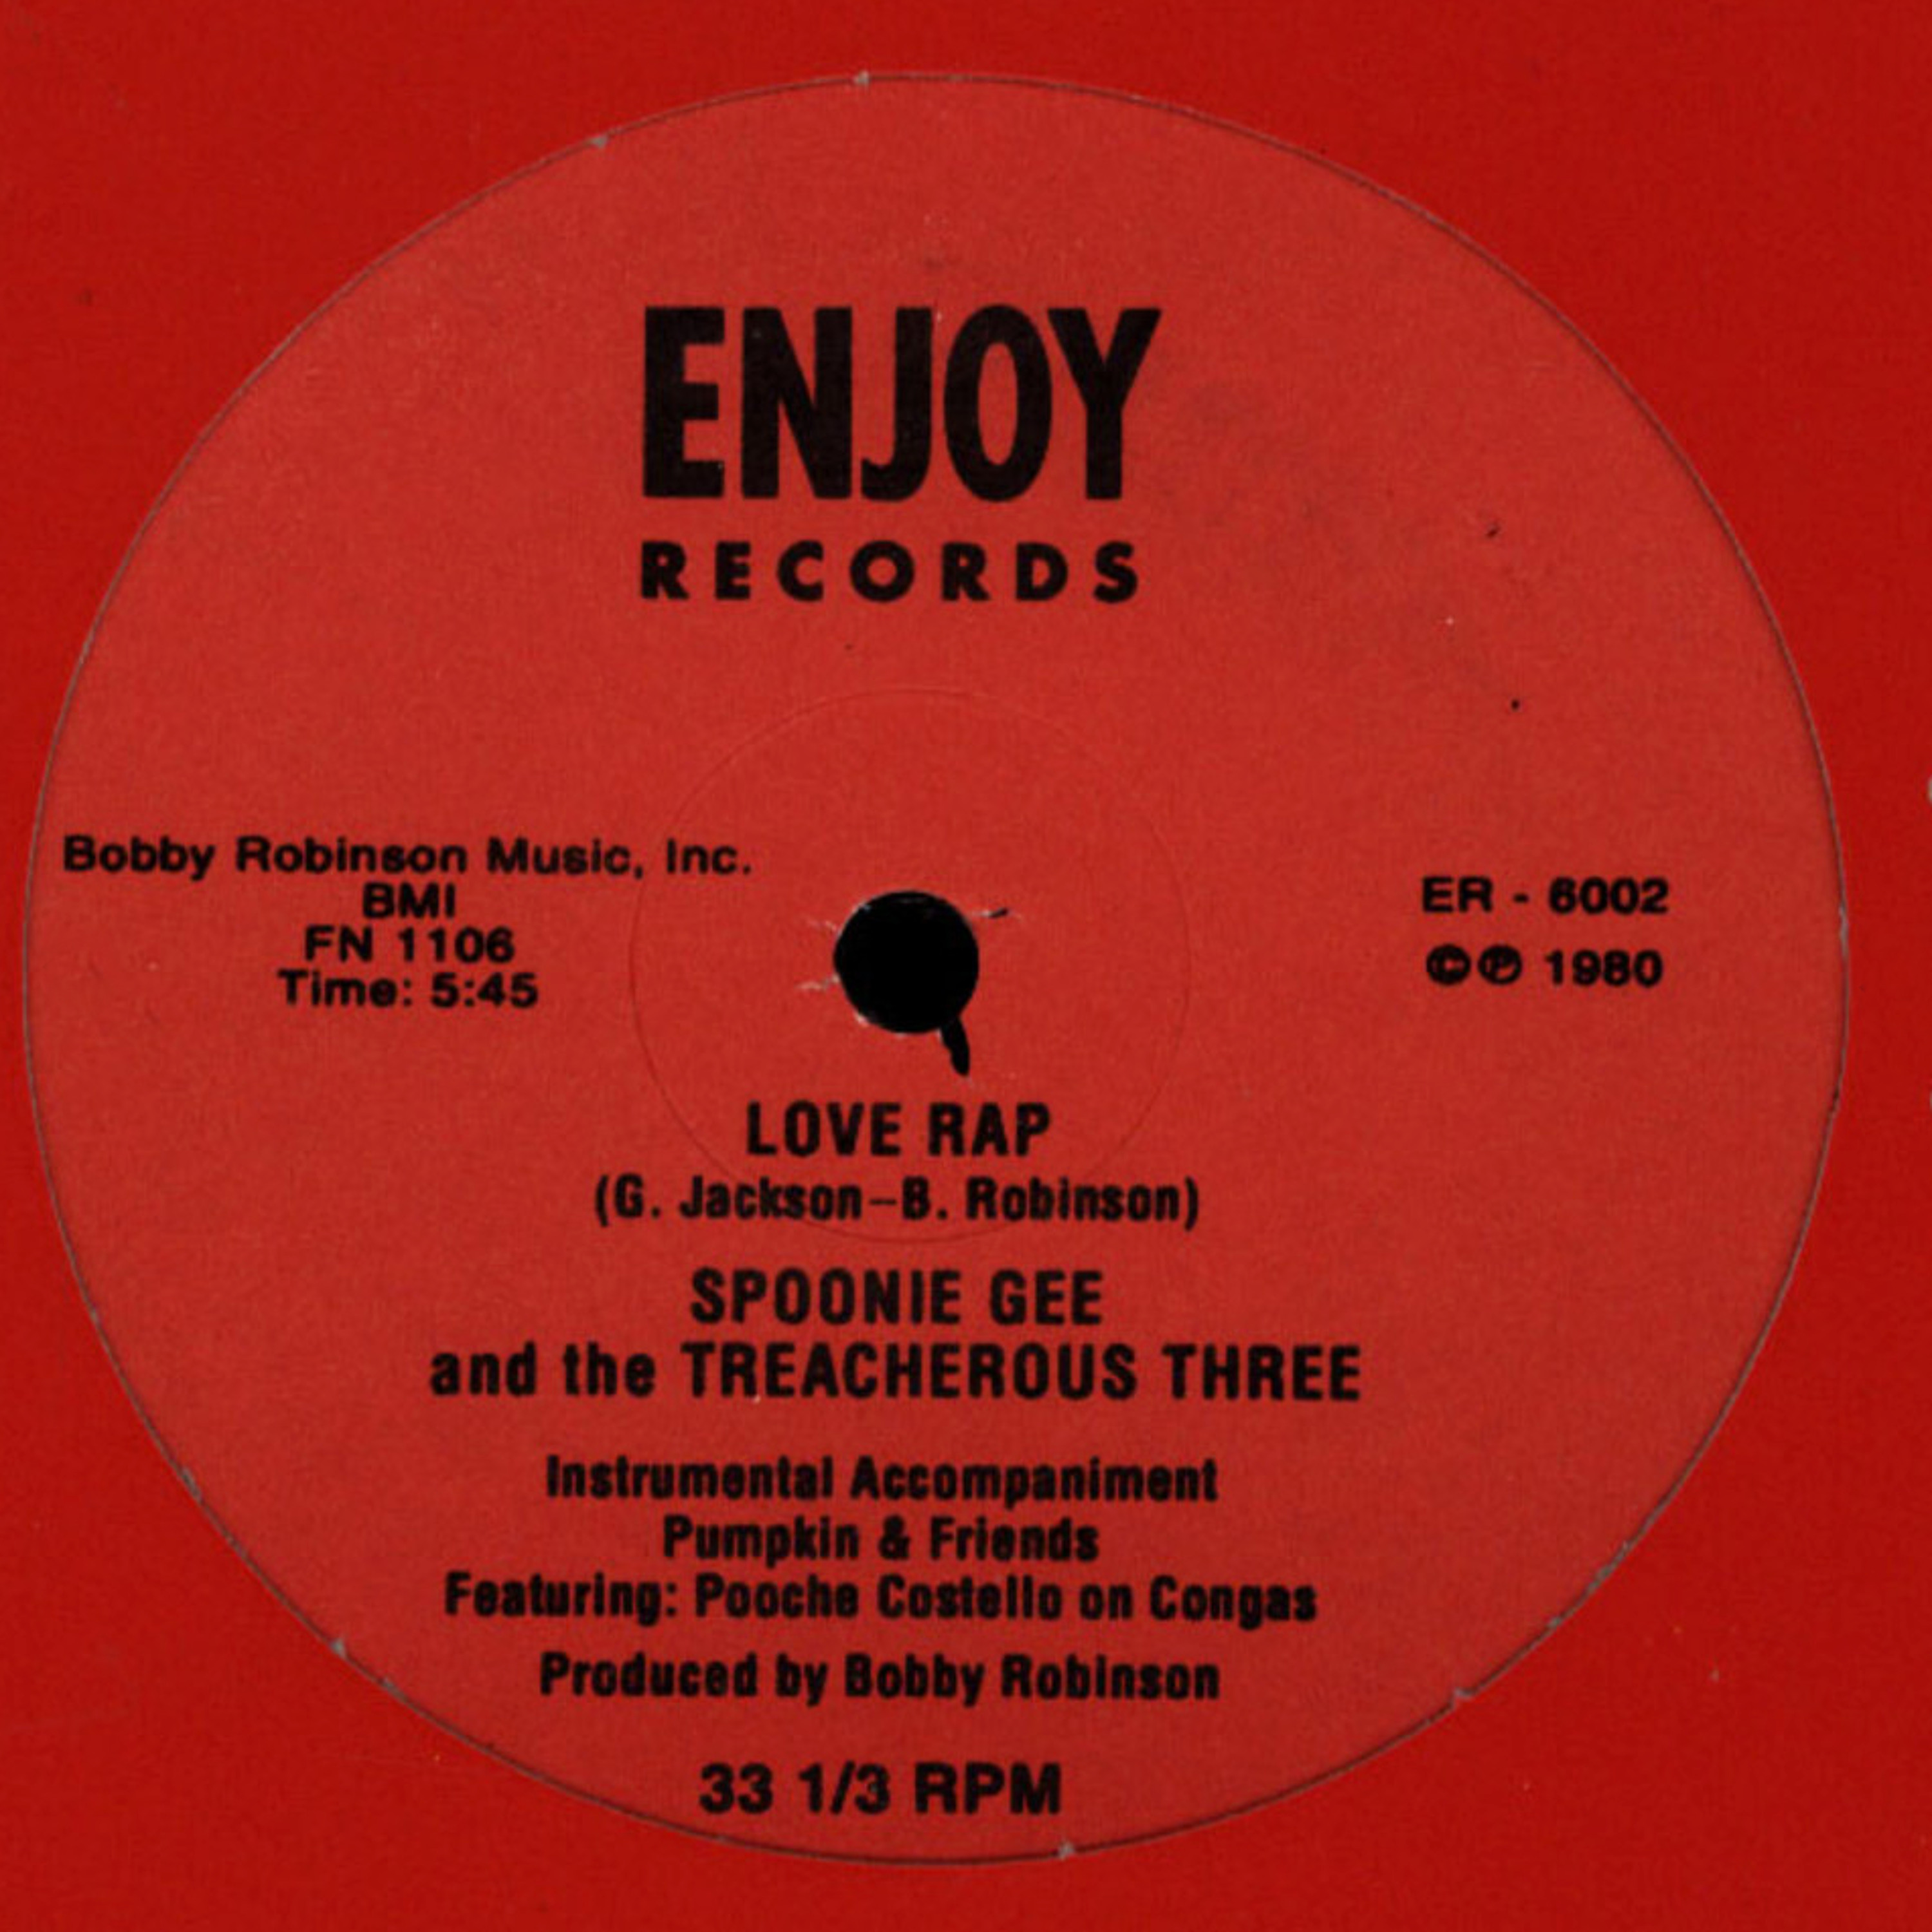 ENJOY
RECORDS
Bobby Robinson Music, Inc.
BMI
FN 1106
Time: 5:45
ER - 6002
©℗ 1980
LOVE RAP
(G. Jackson–B. Robinson)
SPOONIE GEE
and the TREACHEROUS THREE
Instrumental Accompaniment
Pumpkin & Friends
Featuring: Pooche Costello on Congas
Produced by Bobby Robinson
33 1/3 RPM